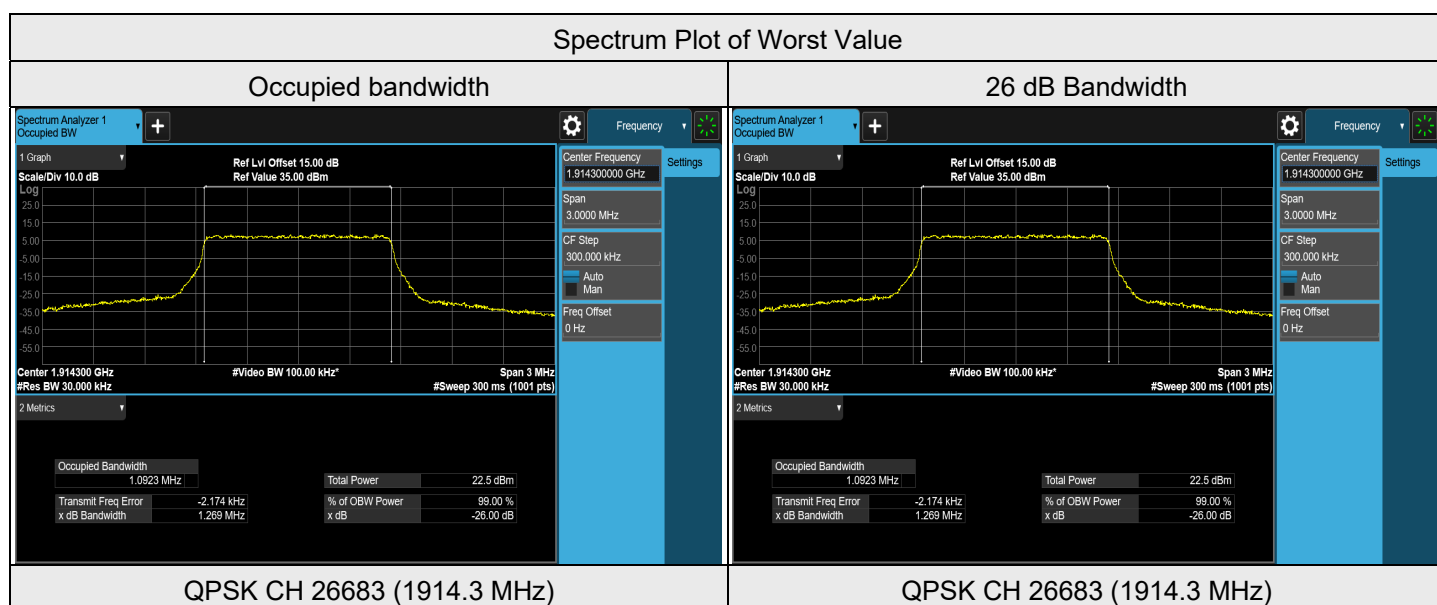 Spectrum Plot of Worst Value
Occupied bandwidth
26 dB Bandwidth
Spectrum Analyzer 1
Occupied BW
+
Frequency
1 Graph
Scale/Div 10.0 dB
Ref Lvl Offset 15.00 dB
Ref Value 35.00 dBm
Log
25.0
15.0
5.00
-5.00
-15.0
-25.0
-35.0
-45.0
-55.0
Center 1.914300 GHz
#Video BW 100.00 kHz*
Span 3 MHz
#Res BW 30.000 kHz
#Sweep 300 ms (1001 pts)
Center Frequency
1.914300000 GHz
Settings
Span
3.0000 MHz
CF Step
300.000 kHz
Auto
Man
Freq Offset
0 Hz
2 Metrics
Occupied Bandwidth
1.0923 MHz
Total Power 22.5 dBm
Transmit Freq Error -2.174 kHz
% of OBW Power 99.00 %
x dB Bandwidth 1.269 MHz
x dB -26.00 dB
QPSK CH 26683 (1914.3 MHz)
Spectrum Analyzer 1
Occupied BW
+
Frequency
1 Graph
Scale/Div 10.0 dB
Ref Lvl Offset 15.00 dB
Ref Value 35.00 dBm
Log
25.0
15.0
5.00
-5.00
-15.0
-25.0
-35.0
-45.0
-55.0
Center 1.914300 GHz
#Video BW 100.00 kHz*
Span 3 MHz
#Res BW 30.000 kHz
#Sweep 300 ms (1001 pts)
Center Frequency
1.914300000 GHz
Settings
Span
3.0000 MHz
CF Step
300.000 kHz
Auto
Man
Freq Offset
0 Hz
2 Metrics
Occupied Bandwidth
1.0923 MHz
Total Power 22.5 dBm
Transmit Freq Error -2.174 kHz
% of OBW Power 99.00 %
x dB Bandwidth 1.269 MHz
x dB -26.00 dB
QPSK CH 26683 (1914.3 MHz)